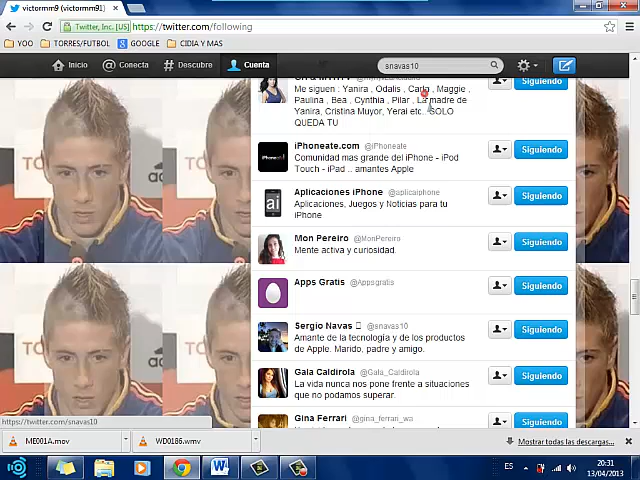 victormm9 (victormm91)
Twitter, Inc. [US] https://twitter.com/following
YOO TORRES/FUTBOL GOOGLE CIDIA Y MAS
Inicio @ Conecta # Descubre Cuenta snavas10
Siguiendo
Me siguen : Yanira , Odalis , Carla , Maggie ,
Paulina , Bea , Cynthia , Pilar , La madre de
Yanira, Cristina Muyor, Yerai etc.. SOLO
QUEDA TU
iPhoneate.com @iPhoneate
Siguiendo
Comunidad mas grande del iPhone - iPod
Touch - iPad .. amantes Apple
Aplicaciones iPhone @aplicaiphone
Siguiendo
Aplicaciones, Juegos y Noticias para tu
iPhone
ai
Mon Pereiro @MonPereiro
Siguiendo
Mente activa y curiosidad.
Apps Gratis @Appsgratis
Siguiendo
Sergio Navas @snavas10
Siguiendo
Amante de la tecnología y de los productos
de Apple. Marido, padre y amigo.
Gala Caldirola @Gala_Caldirola
Siguiendo
La vida nunca nos pone frente a situaciones
que no podamos superar.
Gina Ferrari @gina_ferrari_wa
Siguiendo
https://twitter.com/snavas10
ME001A.mov WD0186.wmv Mostrar todas las descargas...
ES 20:31
13/04/2013